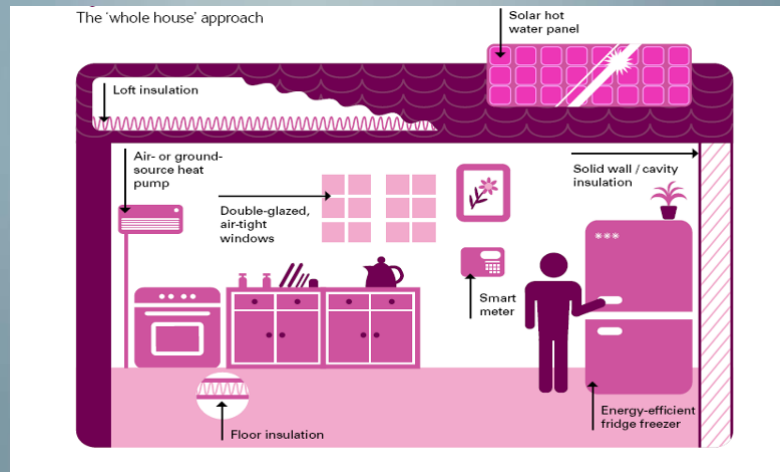 The ‘whole house’ approach
Solar hot
water panel
Loft insulation
Air- or ground-
source heat
pump
Double-glazed,
air-tight
windows
Solid wall / cavity
insulation
Smart
meter
Floor insulation
Energy-efficient
fridge freezer